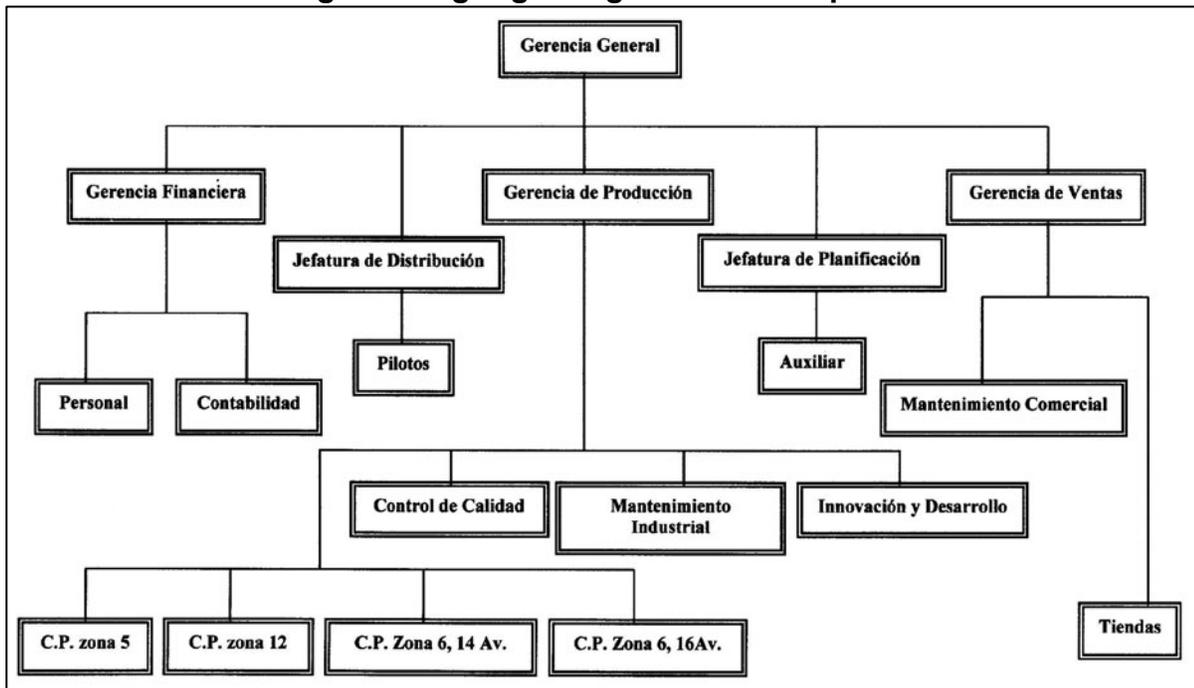 Gerencia General
Gerencia Financiera
Gerencia de Producción
Gerencia de Ventas
Jefatura de Distribución
Jefatura de Planificación
Pilotos
Auxiliar
Personal
Contabilidad
Mantenimiento Comercial
Control de Calidad
Mantenimiento
Industrial
Innovación y Desarrollo
C.P. zona 5
C.P. zona 12
C.P. Zona 6, 14 Av.
C.P. Zona 6, 16Av.
Tiendas